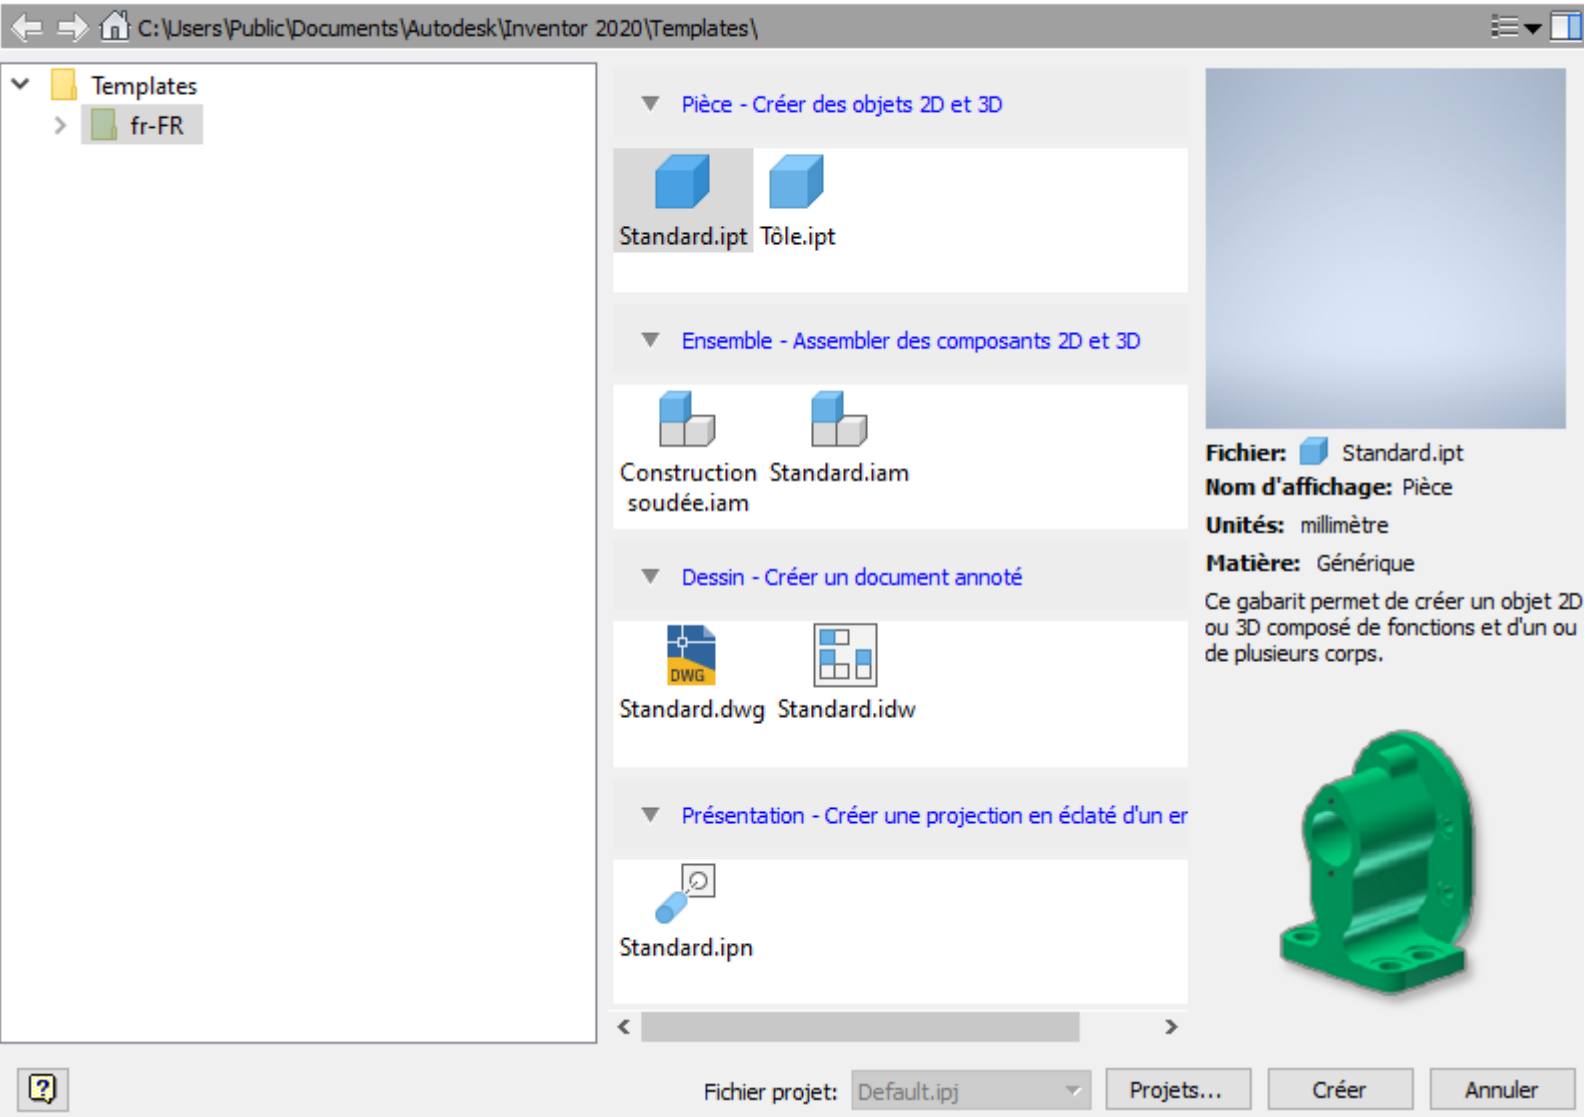 C:\Users\Public\Documents\Autodesk\Inventor 2020\Templates\
Templates
fr-FR
Pièce - Créer des objets 2D et 3D
Standard.ipt Tôle.ipt
Ensemble - Assembler des composants 2D et 3D
Construction soudée.iam
Standard.iam
Dessin - Créer un document annoté
DWG
Standard.dwg Standard.idw
Présentation - Créer une projection en éclaté d'un er
Standard.ipn
Fichier: Standard.ipt
Nom d'affichage: Pièce
Unités: millimètre
Matière: Générique
Ce gabarit permet de créer un objet 2D
ou 3D composé de fonctions et d'un ou
de plusieurs corps.
?
Fichier projet: Default.ipj Projets... Créer Annuler